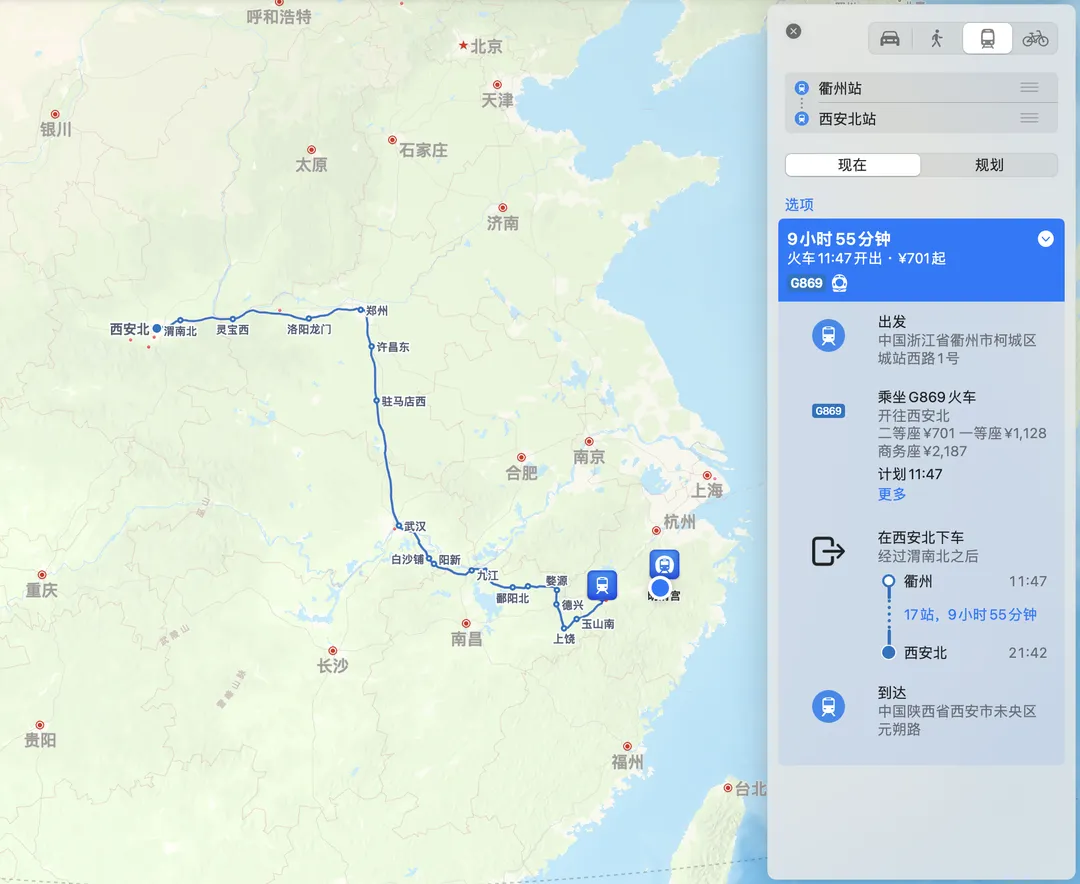 呼和浩特
北京
天津
银川
石家庄
太原
济南
郑州
西安北
渭南北
灵宝西
洛阳龙门
许昌东
驻马店西
合肥
南京
上海
杭州
武汉
白沙铺
阳新
九江
鄱阳北
婺源
德兴
玉山南
上饶
重庆
武陵山
南昌
长沙
贵阳
福州
台北
衢州站
西安北站
现在
规划
选项
9小时55分钟
火车11:47开出 · ¥701起
G869
出发
中国浙江省衢州市柯城区
城站西路1号
G869
乘坐G869火车
开往西安北
二等座¥701 一等座¥1,128
商务座¥2,187
计划11:47
更多
在西安北下车
经过渭南北之后
衢州 11:47
17站，9小时55分钟
西安北 21:42
到达
中国陕西省西安市未央区
元朔路